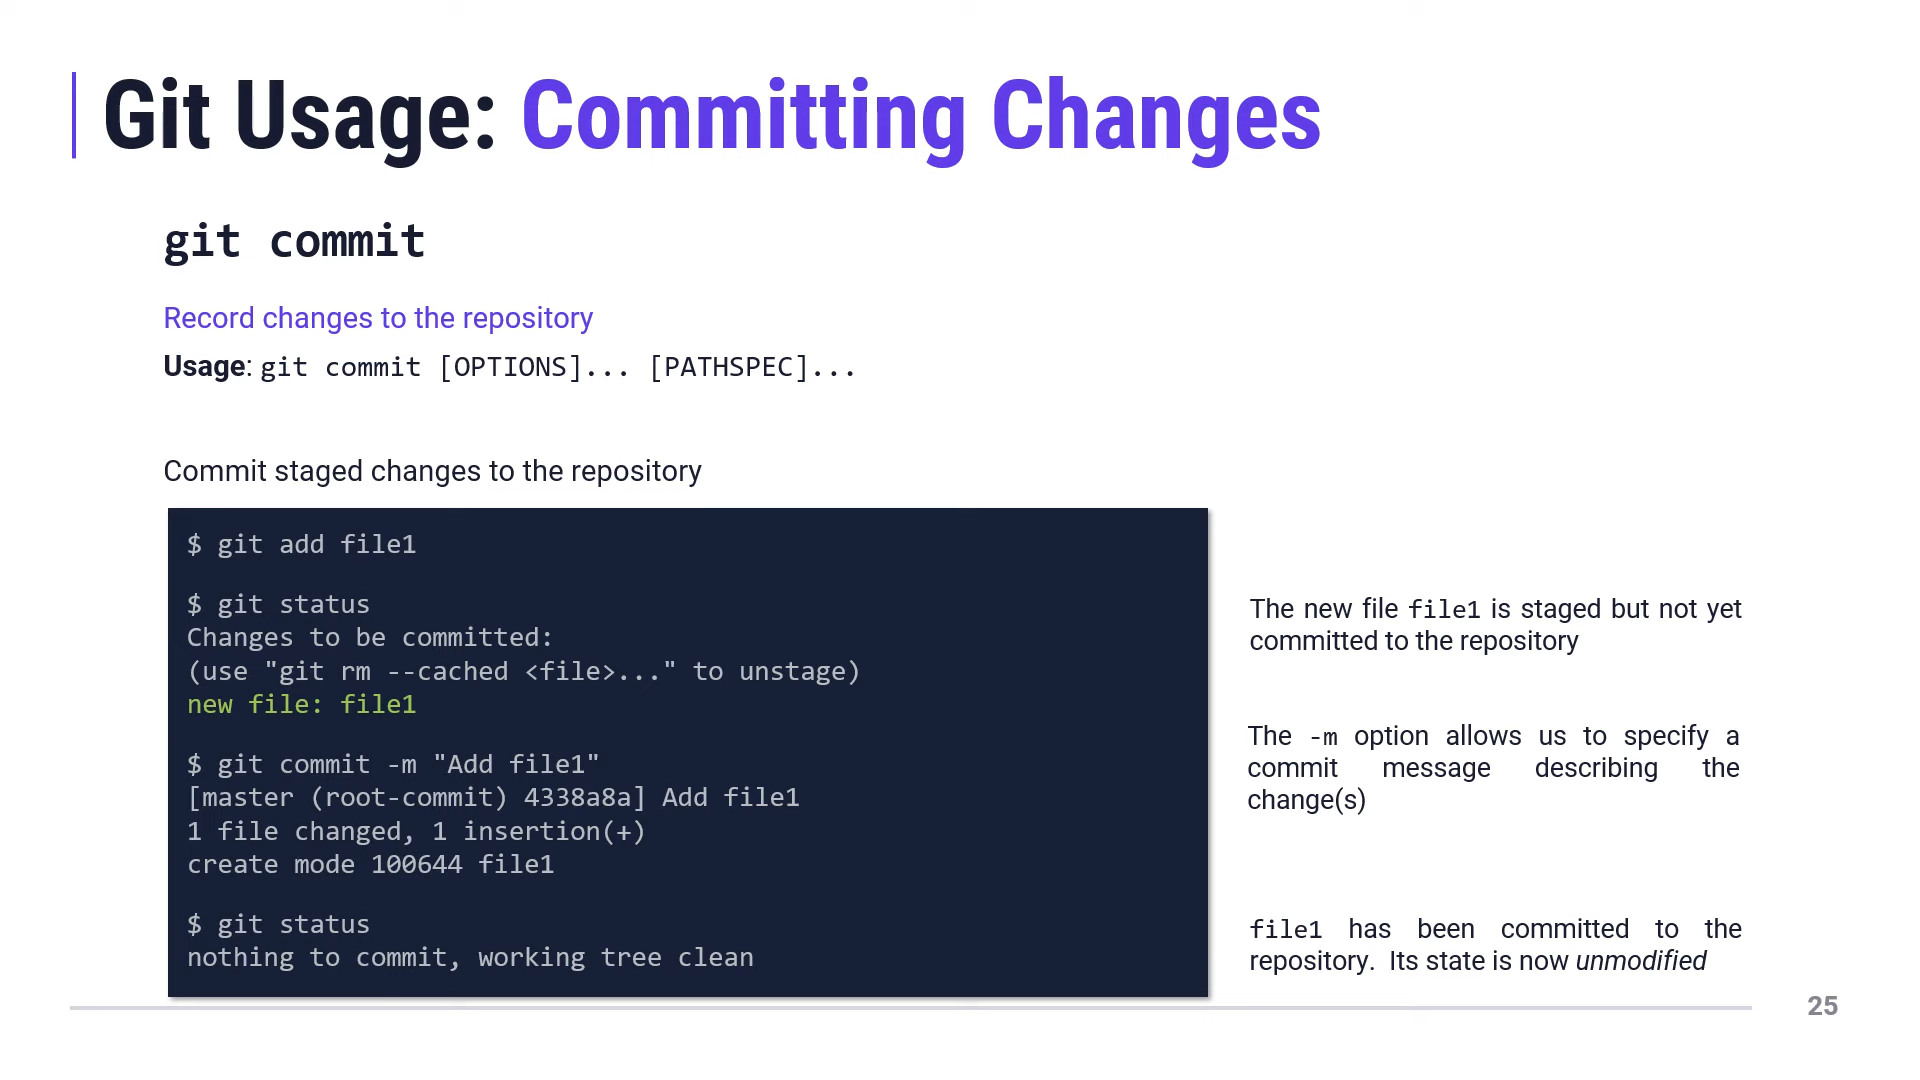 Git Usage: Committing Changes
git commit
Record changes to the repository
Usage: git commit [OPTIONS]... [PATHSPEC]...
Commit staged changes to the repository
$ git add file1
$ git status
Changes to be committed:
(use "git rm --cached <file>..." to unstage)
new file: file1
$ git commit -m "Add file1"
[master (root-commit) 4338a8a] Add file1
1 file changed, 1 insertion(+)
create mode 100644 file1
$ git status
nothing to commit, working tree clean
The new file file1 is staged but not yet
committed to the repository
The -m option allows us to specify a
commit message describing the
change(s)
file1 has been committed to the
repository. Its state is now unmodified
25